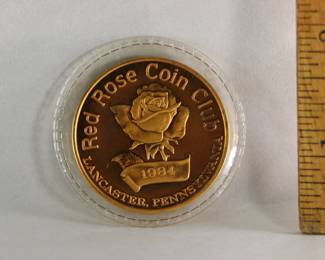 Red Rose Coin Club
1984
LANCASTER, PENNSYLVANIA